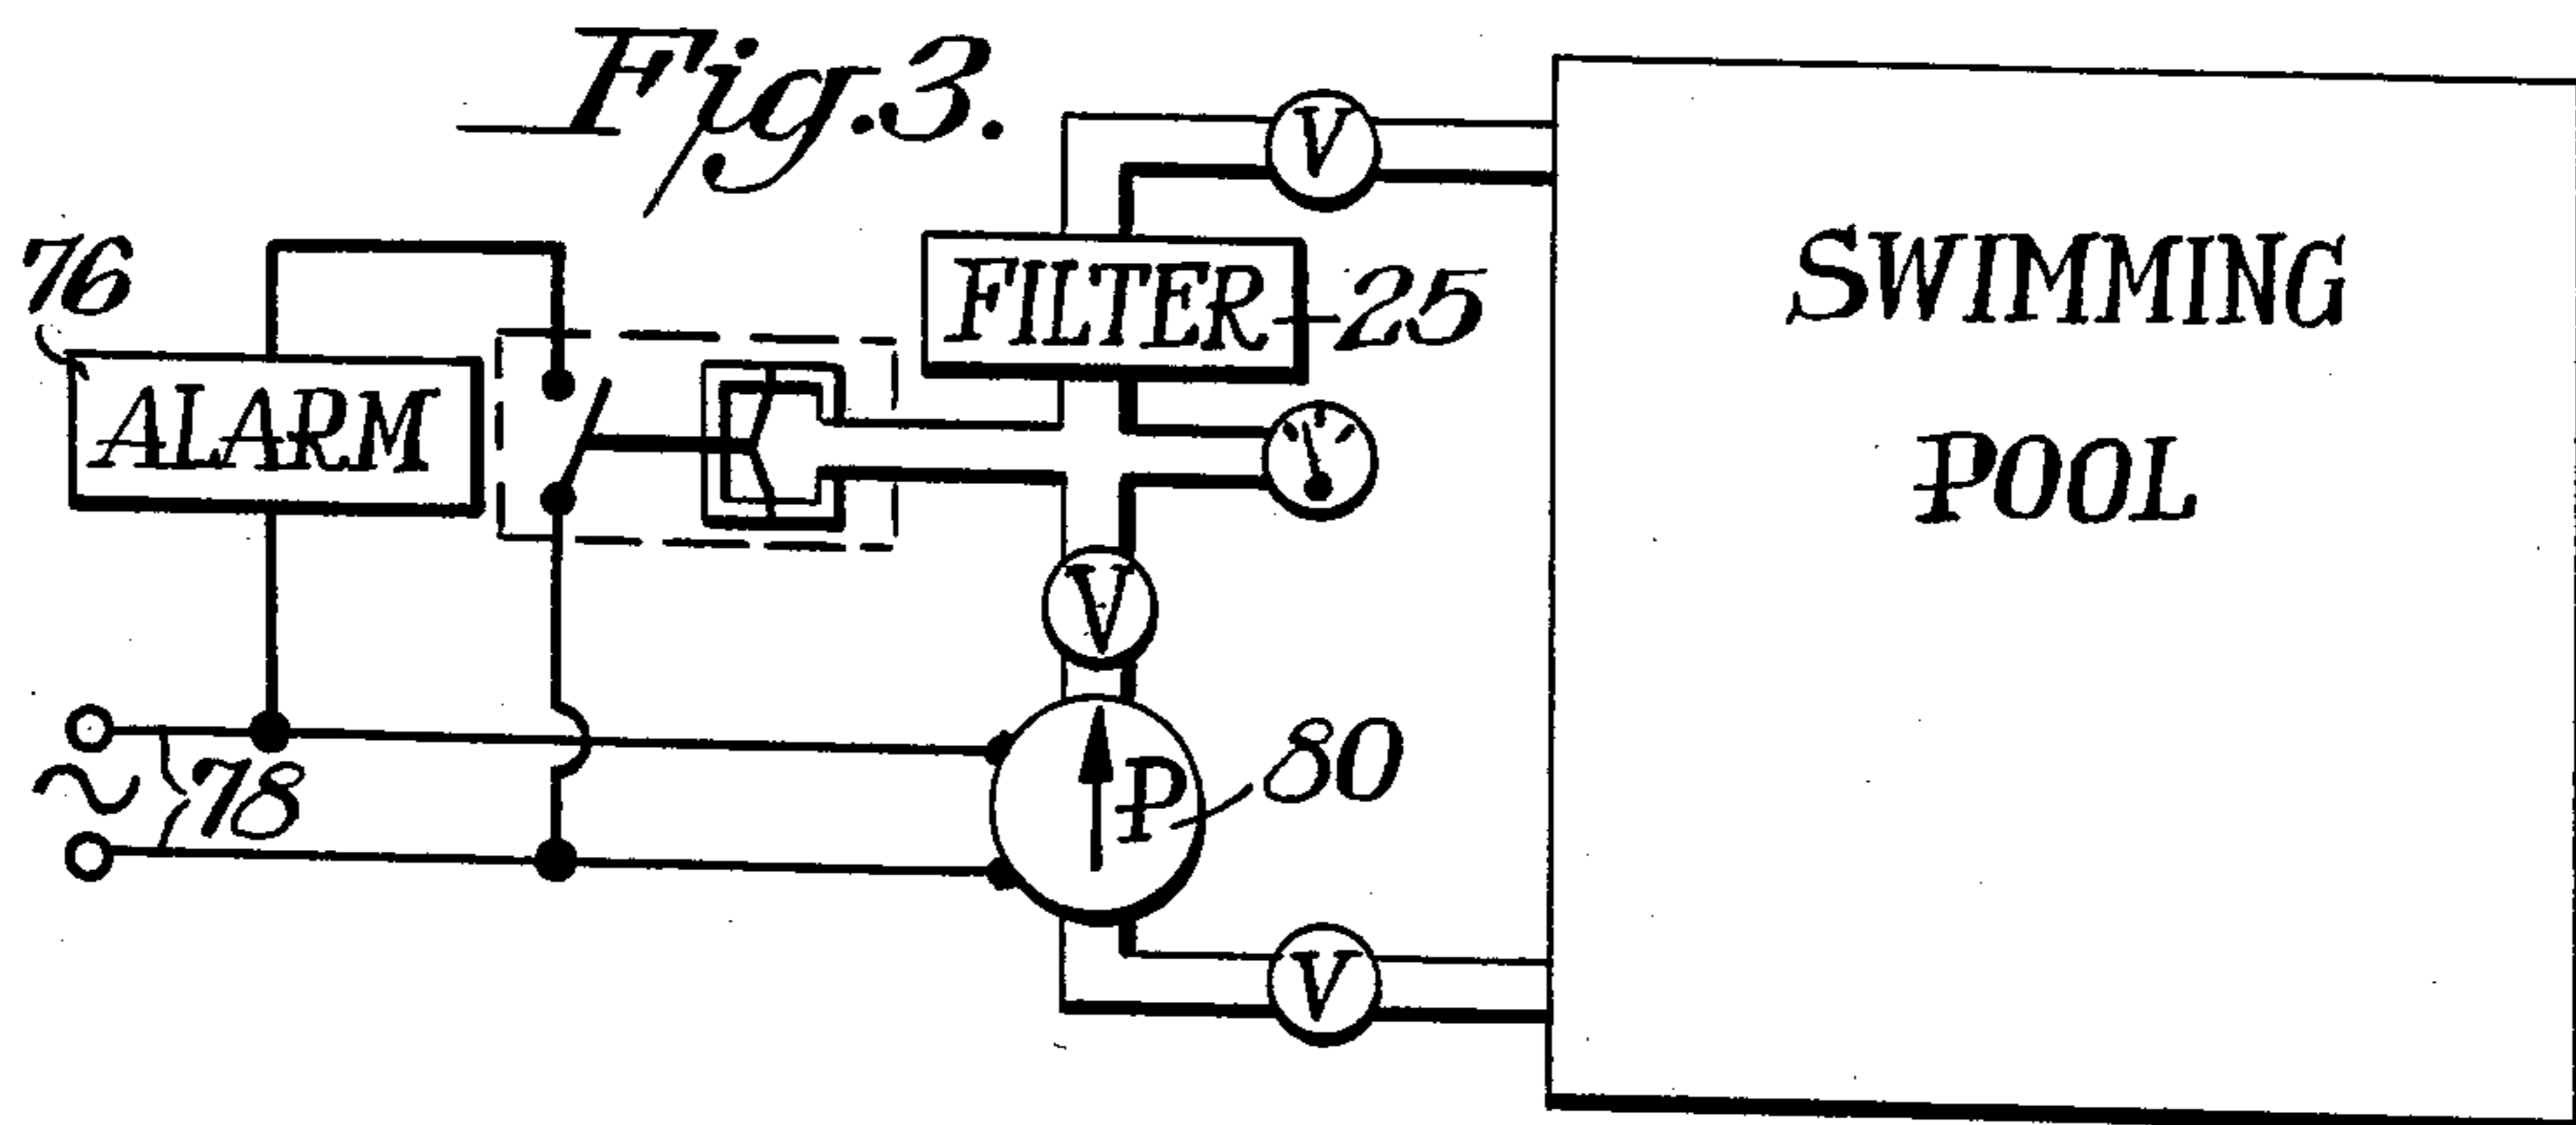 Fig.3.
V
76
FILTER
25
SWIMMING
POOL
ALARM
V
78
P
80
V